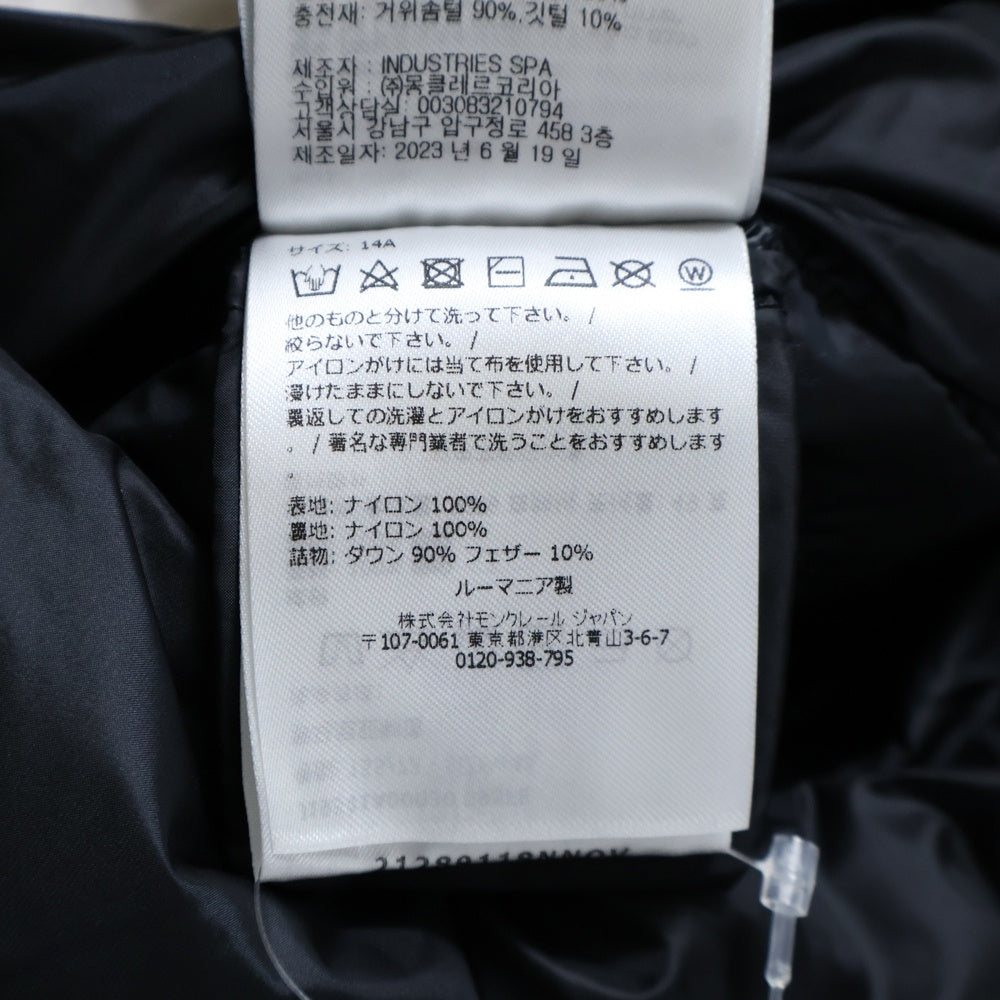 충전재: 거위솜털 90%,깃털 10%
제조자 : INDUSTRIES SPA
수입원 : ㈜몽클레르코리아
고객상담실: 003083210794
서울시 강남구 압구정로 458 3층
제조일자: 2023 년 6 월 19 일
サイズ: 14A
W
他のものと分けて洗って下さい。 /
絞らないで下さい。 /
アイロンがけには当て布を使用して下さい。 /
浸けたままにしないで下さい。 /
裏返しての洗濯とアイロンがけをおすすめします
。 / 著名な専門業者で洗うことをおすすめします
。
表地: ナイロン 100%
裏地: ナイロン 100%
詰物: ダウン 90% フェザー 10%
ルーマニア製
株式会社モンクレール ジャパン
〒107-0061 東京都港区北青山3-6-7
0120-938-795